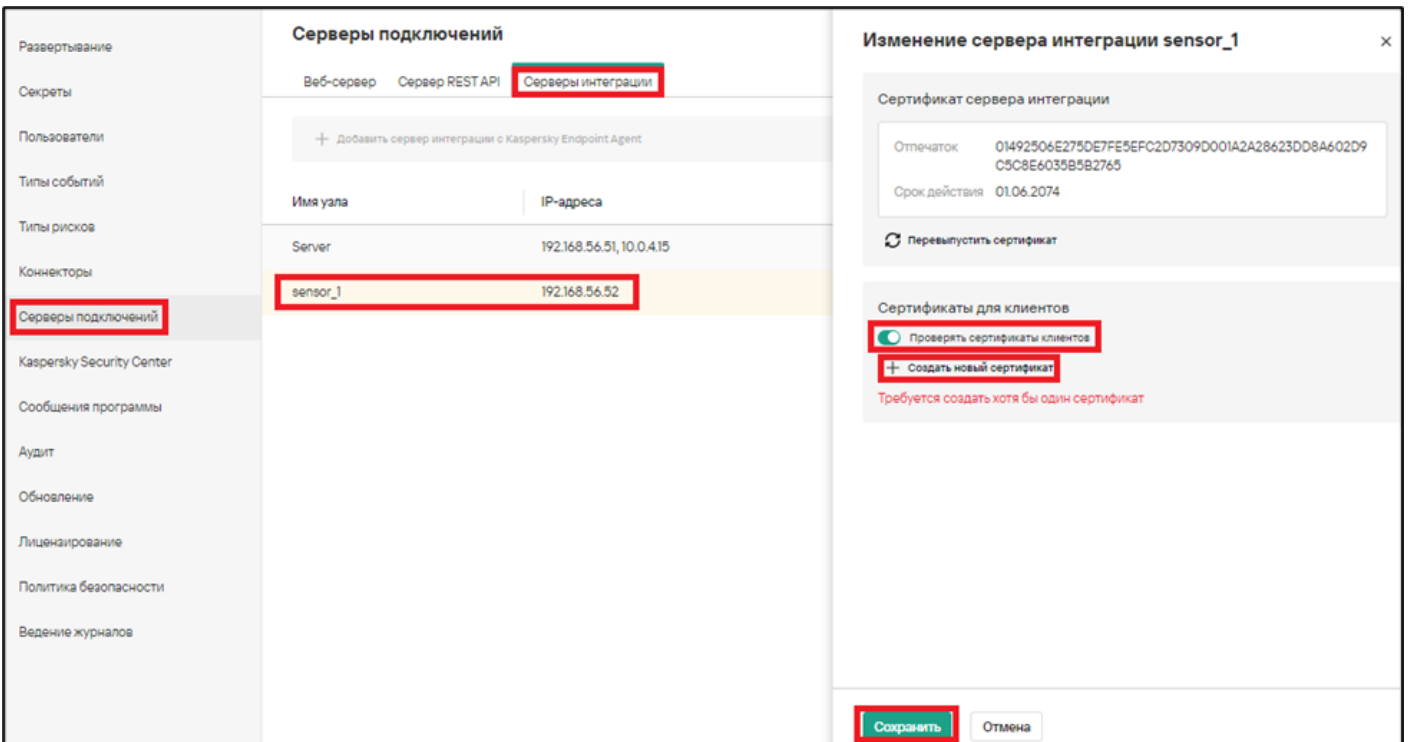 Развертывание
Секреты
Пользователи
Типы событий
Типы рисков
Коннекторы
Серверы подключений
Kaspersky Security Center
Сообщения программы
Аудит
Обновление
Лицензирование
Политика безопасности
Ведение журналов
Серверы подключений
Веб-сервер Сервер REST API Серверы интеграции
+ Добавить сервер интеграции с Kaspersky Endpoint Agent
Имя узла IP-адреса
Server 192.168.56.51, 10.0.4.15
sensor_1 192.168.56.52
Изменение сервера интеграции sensor_1
Сертификат сервера интеграции
Отпечаток 01492506E275DE7FE5EFC2D7309D001A2A28623DD8A602D9
C5C8E6035B5B2765
Срок действия 01.06.2074
Перевыпустить сертификат
Сертификаты для клиентов
Проверять сертификаты клиентов
+ Создать новый сертификат
Требуется создать хотя бы один сертификат
Сохранить Отмена